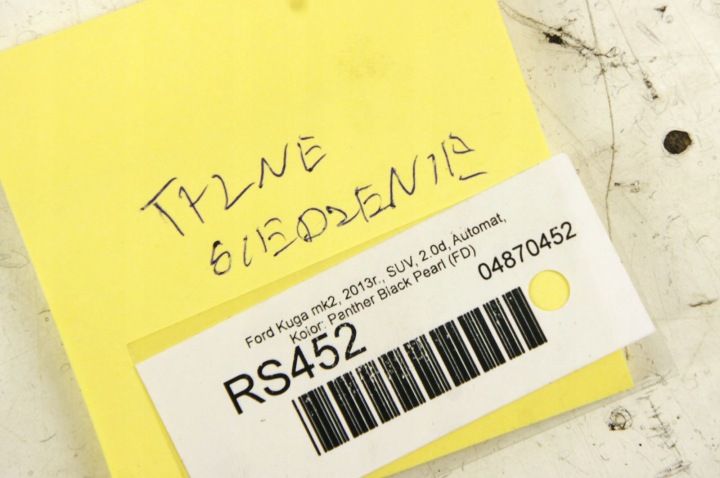 TYLNE
SIEDZENIE
Ford Kuga mk2, 2013r., SUV, 2.0d, Automat,
Kolor: Panther Black Pearl (FD)
RS452
04870452